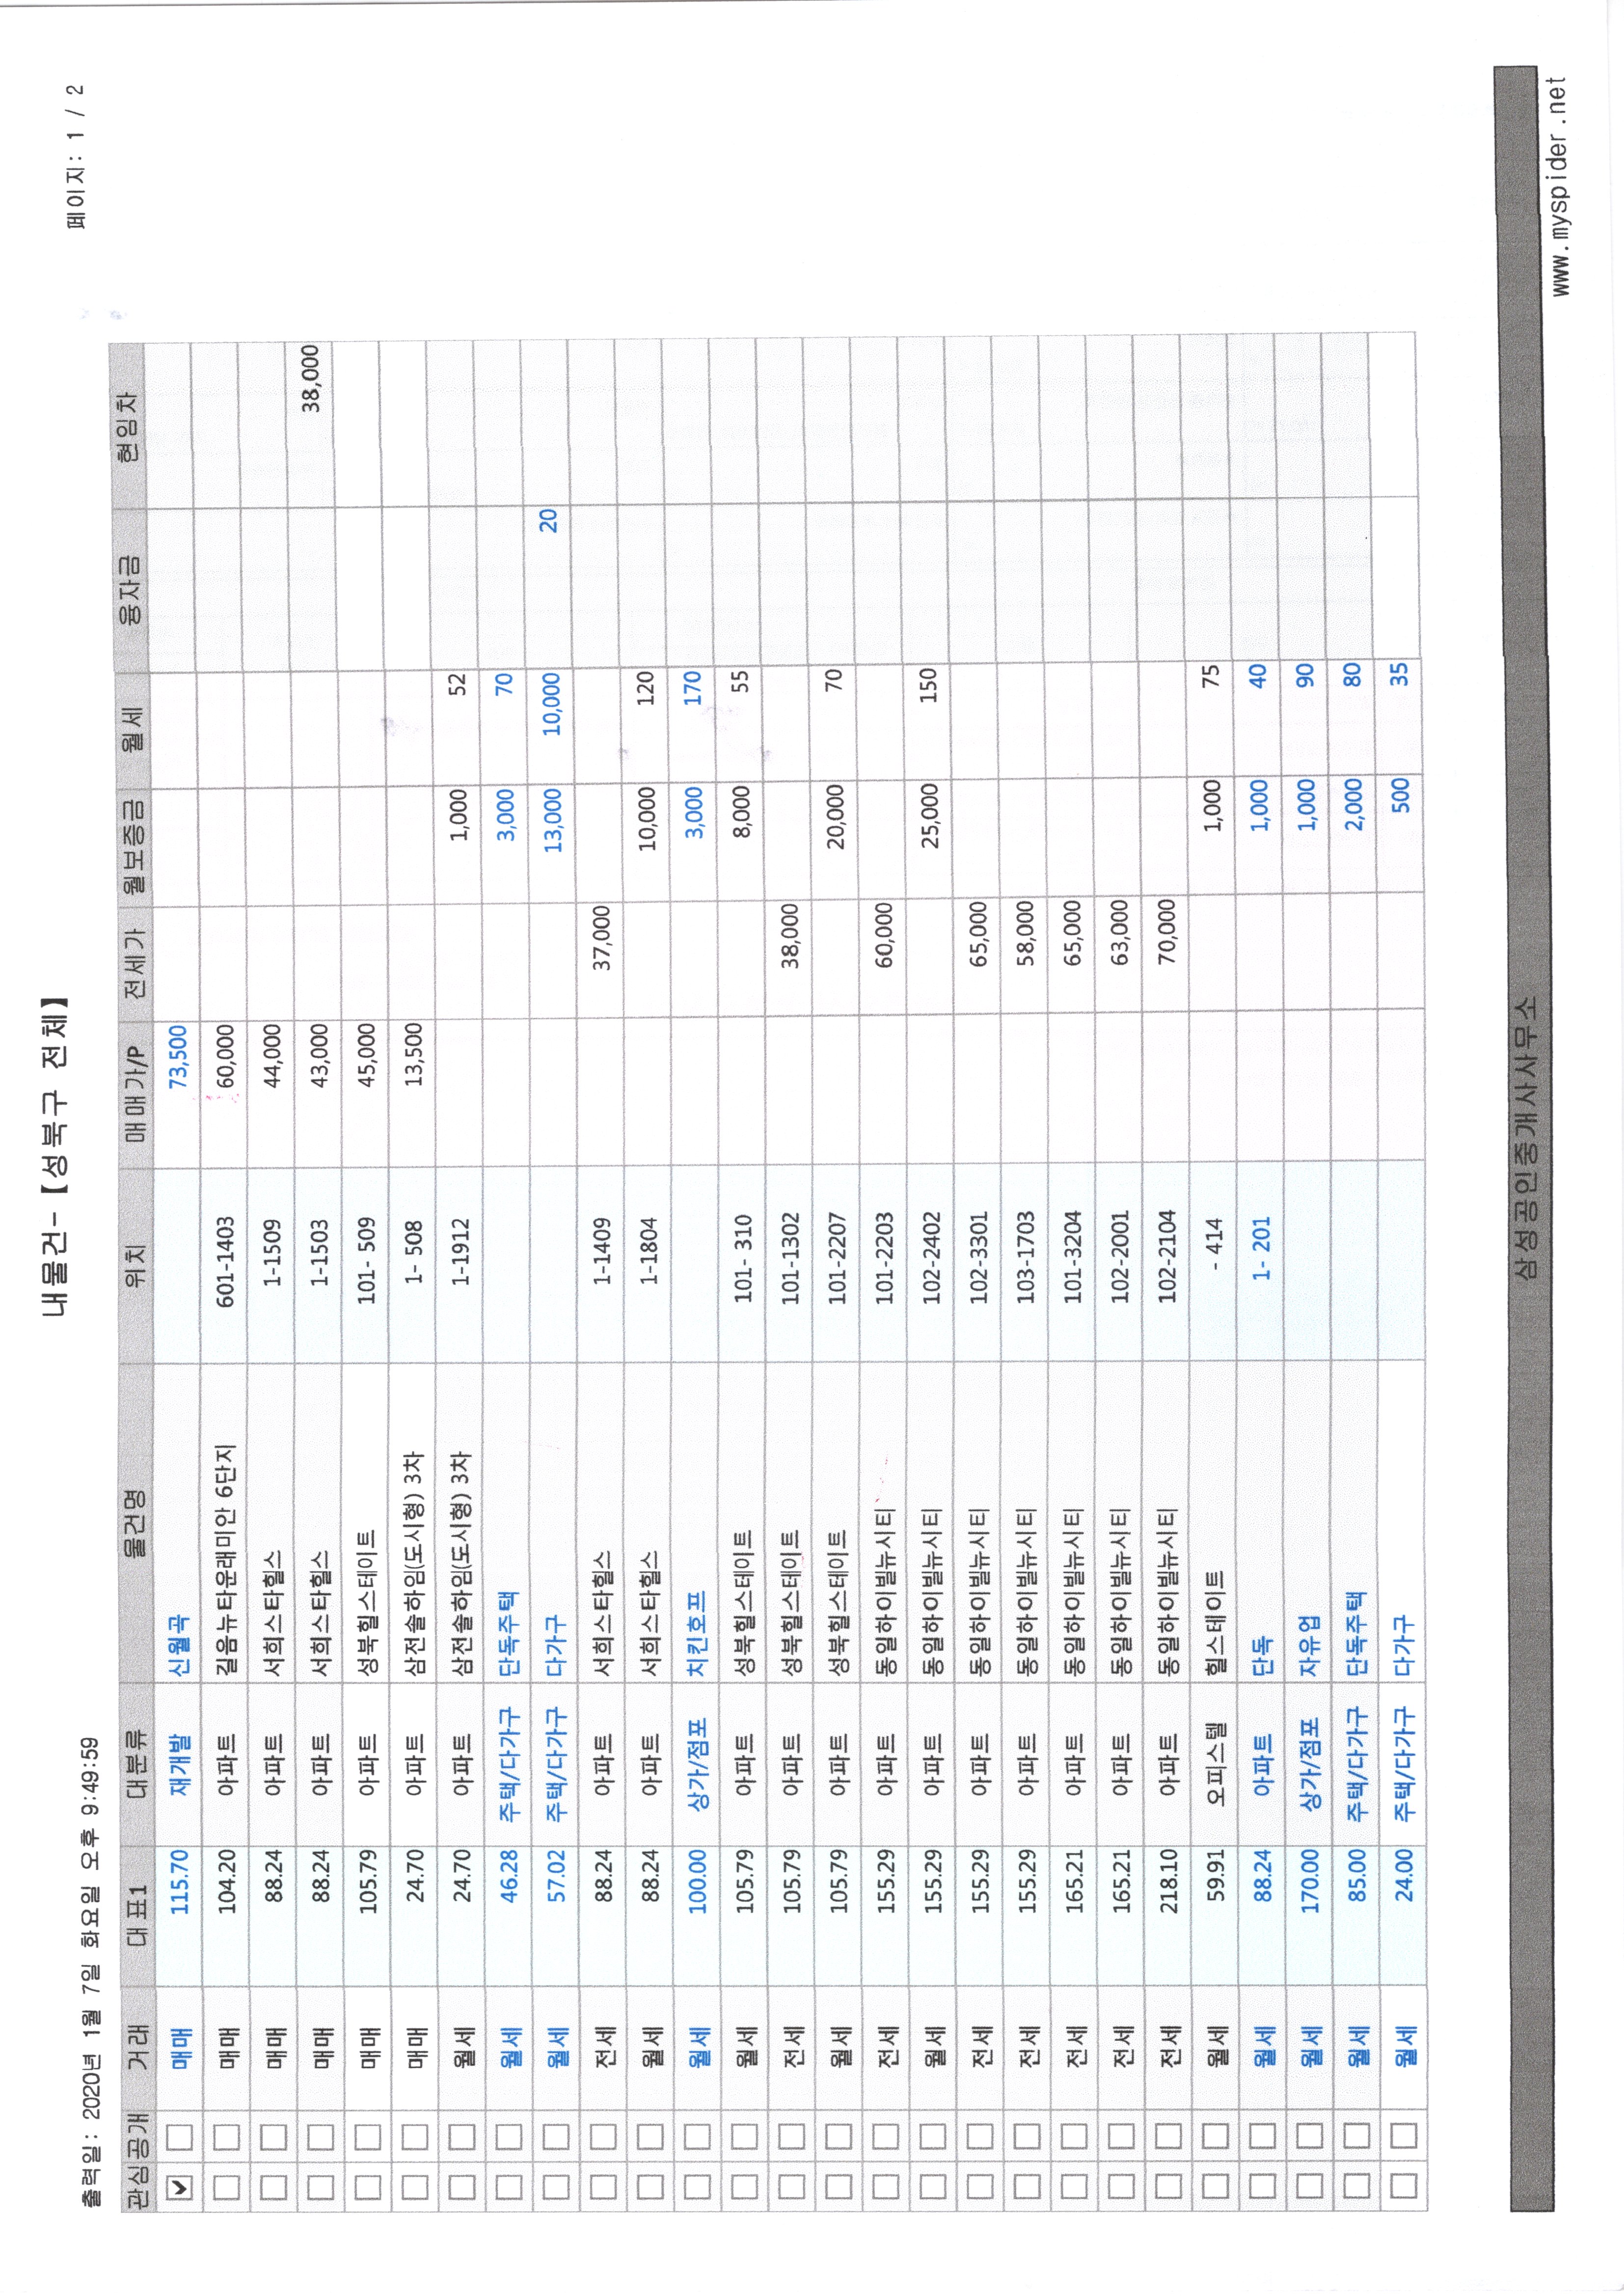 내물건-【성북구 전체】
출력일: 2020년 1월 7일 화요일 오후 9:49:59
페이지: 1 / 2
관심 공개 거래 대표1 대분류 물건명 위치 매매가/P 전세가 월보증금 월세 융자금 현임차
매매 115.70 재개발 신월곡 73,500
매매 104.20 아파트 길음뉴타운래미안 6단지 601-1403 60,000
매매 88.24 아파트 서희스타힐스 1-1509 44,000
매매 88.24 아파트 서희스타힐스 1-1503 43,000 38,000
매매 105.79 아파트 성북힐스테이트 101- 509 45,000
매매 24.70 아파트 삼전솔하임(도시형) 3차 1- 508 13,500
월세 24.70 아파트 삼전솔하임(도시형) 3차 1-1912 1,000 52
월세 46.28 주택/다가구 단독주택 3,000 70
월세 57.02 주택/다가구 다가구 13,000 10,000 20
전세 88.24 아파트 서희스타힐스 1-1409 37,000
월세 88.24 아파트 서희스타힐스 1-1804 10,000 120
월세 100.00 상가/점포 치킨호프 3,000 170
월세 105.79 아파트 성북힐스테이트 101- 310 8,000 55
전세 105.79 아파트 성북힐스테이트 101-1302 38,000
월세 105.79 아파트 성북힐스테이트 101-2207 20,000 70
전세 155.29 아파트 동일하이빌뉴시티 101-2203 60,000
월세 155.29 아파트 동일하이빌뉴시티 102-2402 25,000 150
전세 155.29 아파트 동일하이빌뉴시티 102-3301 65,000
전세 155.29 아파트 동일하이빌뉴시티 103-1703 58,000
전세 165.21 아파트 동일하이빌뉴시티 101-3204 65,000
전세 165.21 아파트 동일하이빌뉴시티 102-2001 63,000
전세 218.10 아파트 동일하이빌뉴시티 102-2104 70,000
월세 59.91 오피스텔 힐스테이트 - 414 1,000 75
월세 88.24 아파트 단독 1- 201 1,000 40
월세 170.00 상가/점포 자유업 1,000 90
월세 85.00 주택/다가구 단독주택 2,000 80
월세 24.00 주택/다가구 다가구 500 35
삼성공인중개사사무소
www.myspider.net